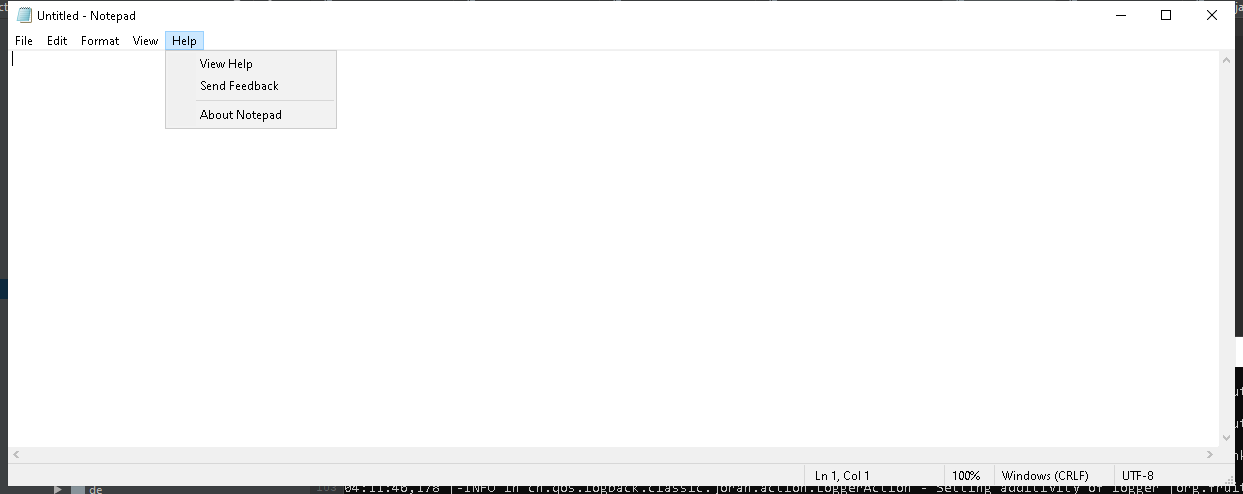 Untitled - Notepad
File Edit Format View Help
View Help
Send Feedback
About Notepad
Ln 1, Col 1 100% Windows (CRLF) UTF-8
de
04:11:46,178 |-INFO in ch.qos.logback.classic.joran.action.LoggerAction - Setting additivity of logger